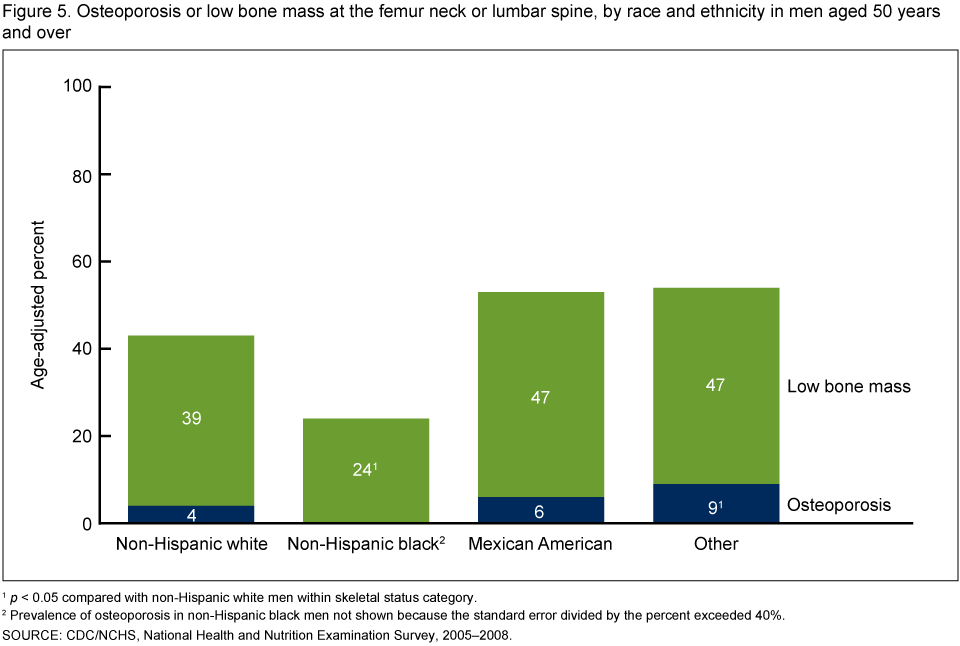 Figure 5. Osteoporosis or low bone mass at the femur neck or lumbar spine, by race and ethnicity in men aged 50 years
and over
100
80
60
40
20
0
Age-adjusted percent
39
4
24¹
47
6
47
9¹
Low bone mass
Osteoporosis
Non-Hispanic white
Non-Hispanic black²
Mexican American
Other
¹ p < 0.05 compared with non-Hispanic white men within skeletal status category.
² Prevalence of osteoporosis in non-Hispanic black men not shown because the standard error divided by the percent exceeded 40%.
SOURCE: CDC/NCHS, National Health and Nutrition Examination Survey, 2005–2008.